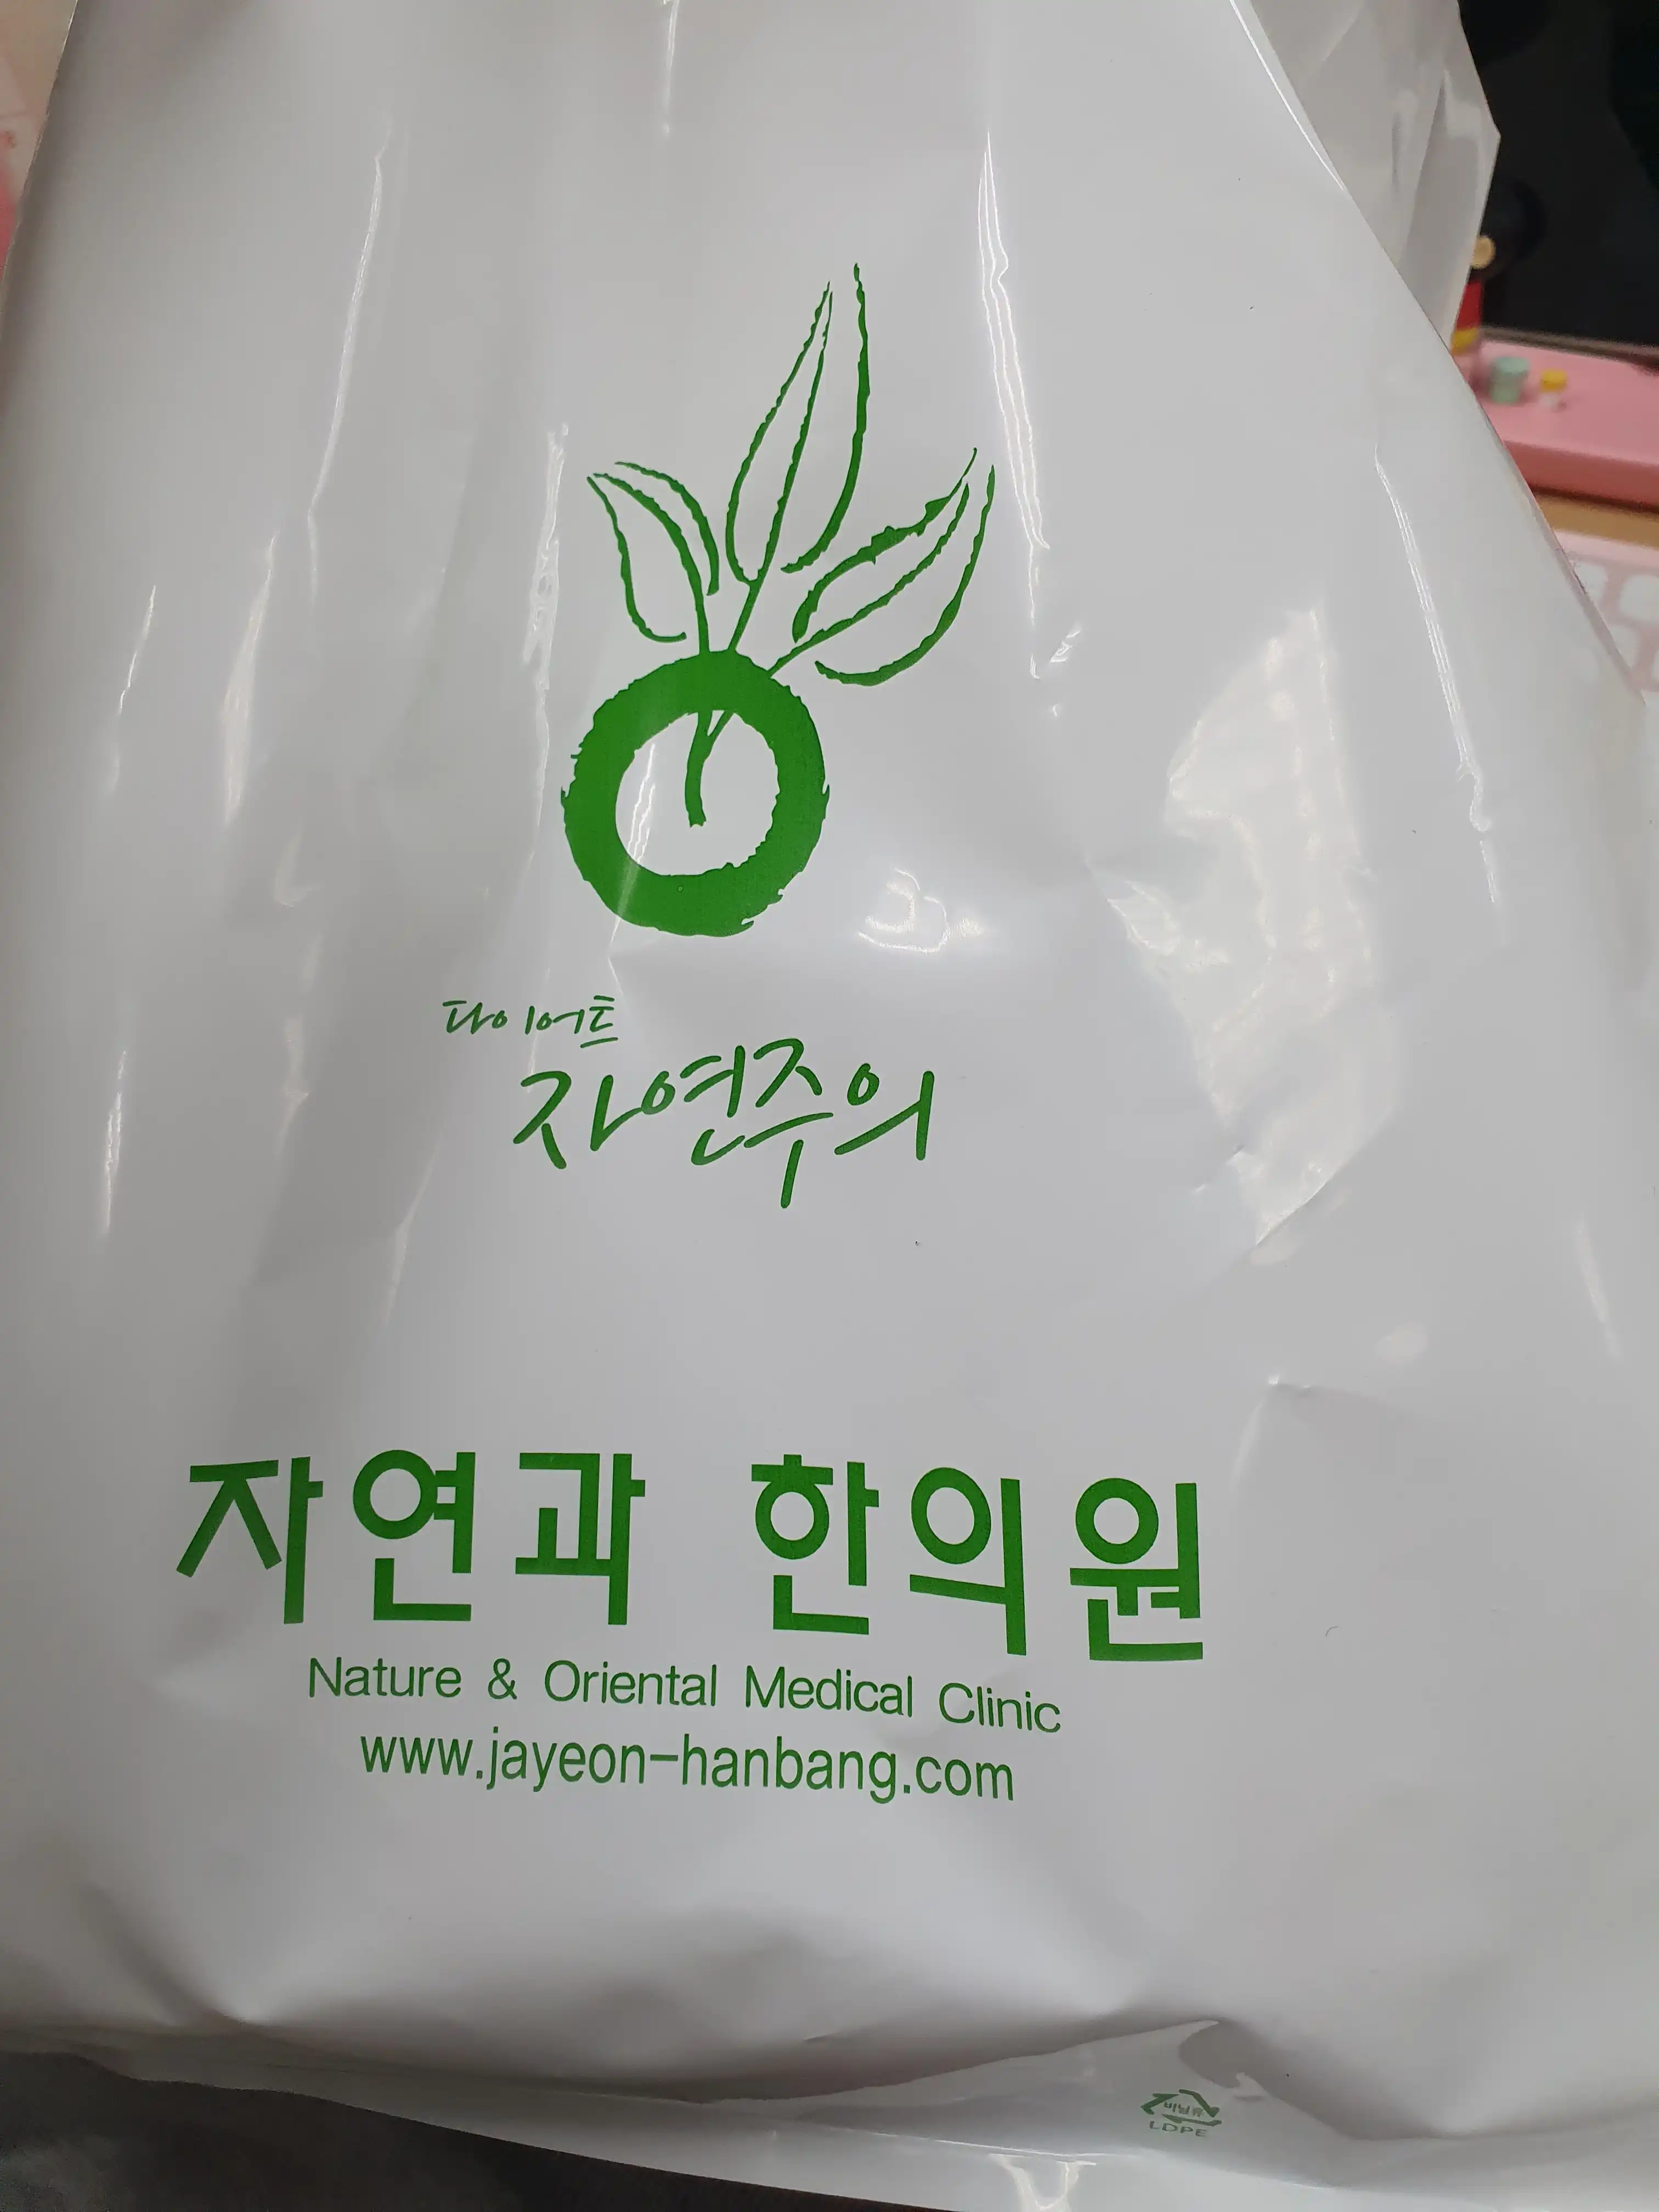 다이어트
자연주의
자연과 한의원
Nature & Oriental Medical Clinic
www.jayeon-hanbang.com
비닐류
LDPE